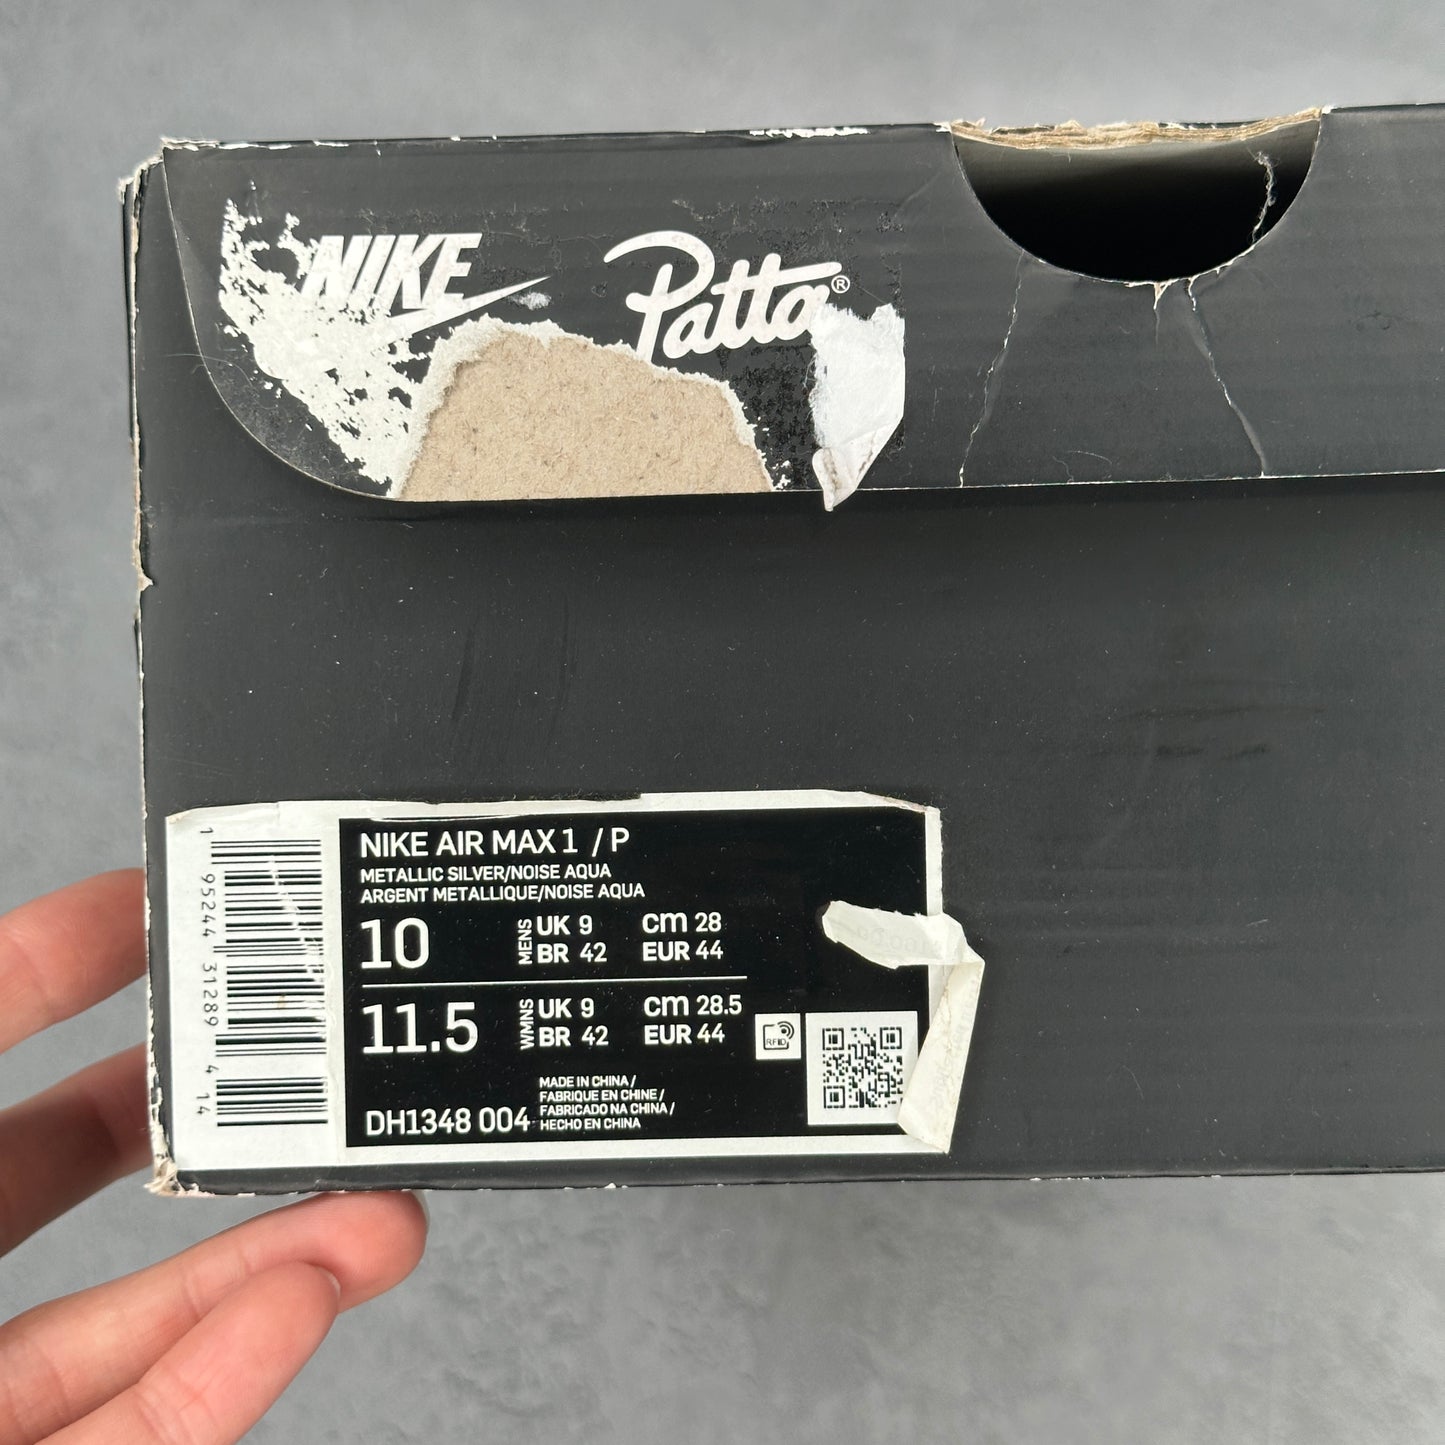 NIKE
Patta®
NIKE AIR MAX 1 / P
METALLIC SILVER/NOISE AQUA
ARGENT METALLIQUE/NOISE AQUA
10 MENS UK 9 CM 28
BR 42 EUR 44
11.5 WMNS UK 9 CM 28.5
BR 42 EUR 44
RFID
MADE IN CHINA /
FABRIQUE EN CHINE /
FABRICADO NA CHINA /
HECHO EN CHINA
DH1348 004
1 95244 31289 4 14